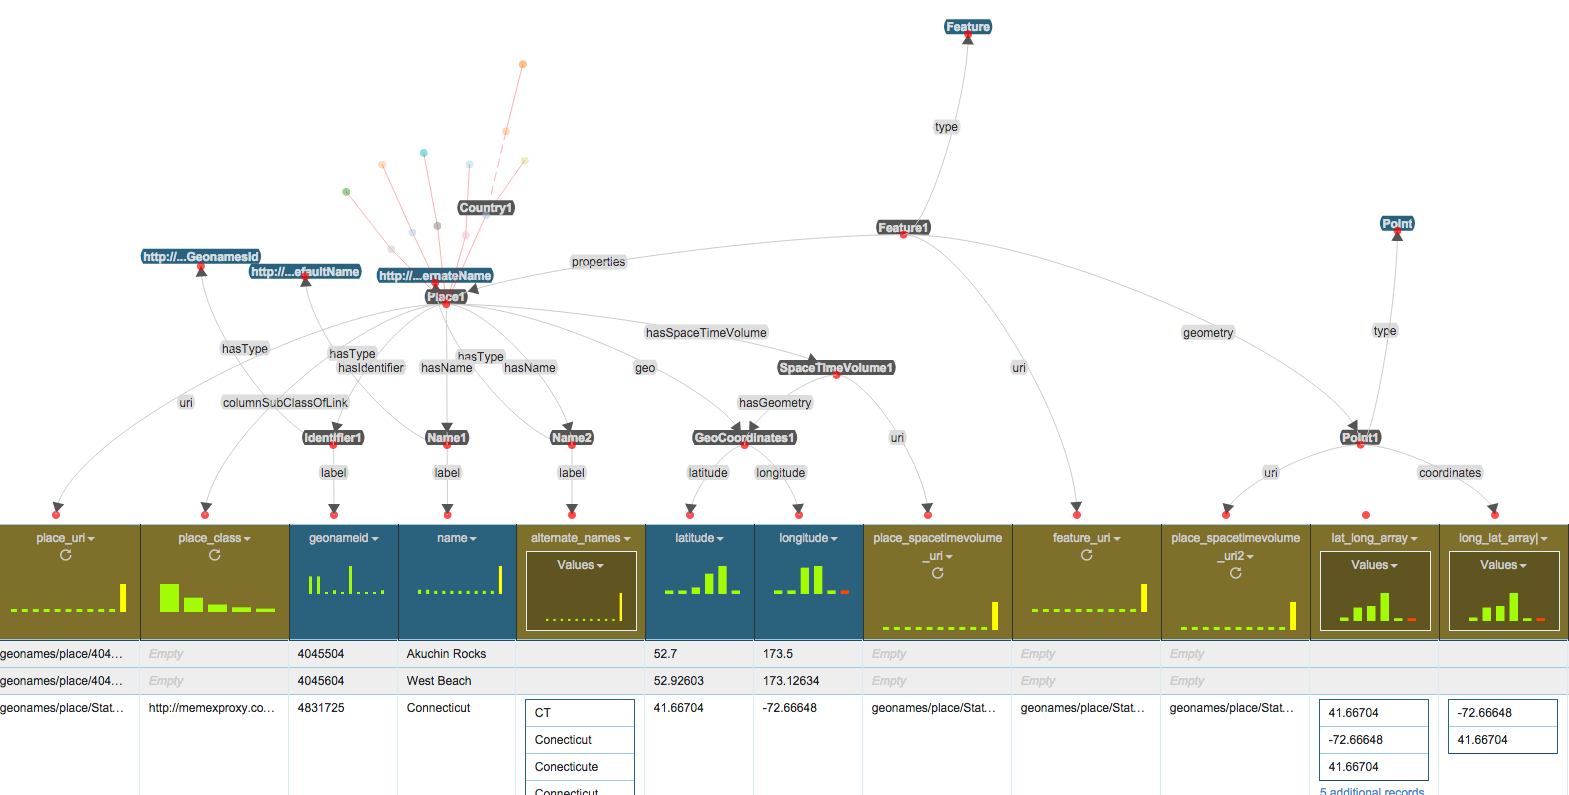 Feature
type
Country1
Feature1
Point
http://...GeonamesId
properties
http://...efaultName
http://...ernateName
Place1
hasSpaceTimeVolume
geometry
type
hasType
hasType
hasType
hasIdentifier
hasName
hasName
geo
SpaceTimeVolume1
uri
uri
columnSubClassOfLink
hasGeometry
Identifier1
Name1
Name2
GeoCoordinates1
uri
Point1
label
label
label
latitude
longitude
uri
coordinates
place_uri
place_class
geonameid
name
alternate_names
latitude
longitude
place_spacetimevolume
_uri
feature_uri
place_spacetimevolume
_uri2
lat_long_array
long_lat_array|
Values
Values
Values
geonames/place/404... Empty 4045504 Akuchin Rocks 52.7 173.5 Empty Empty Empty
geonames/place/404... Empty 4045604 West Beach 52.92603 173.12634 Empty Empty Empty
geonames/place/Stat... http://memexproxy.co... 4831725 Connecticut CT 41.66704 -72.66648 geonames/place/Stat... geonames/place/Stat... geonames/place/Stat... 41.66704 -72.66648
Conecticut -72.66648 41.66704
Conecticute 41.66704
Connecticut 5 additional records